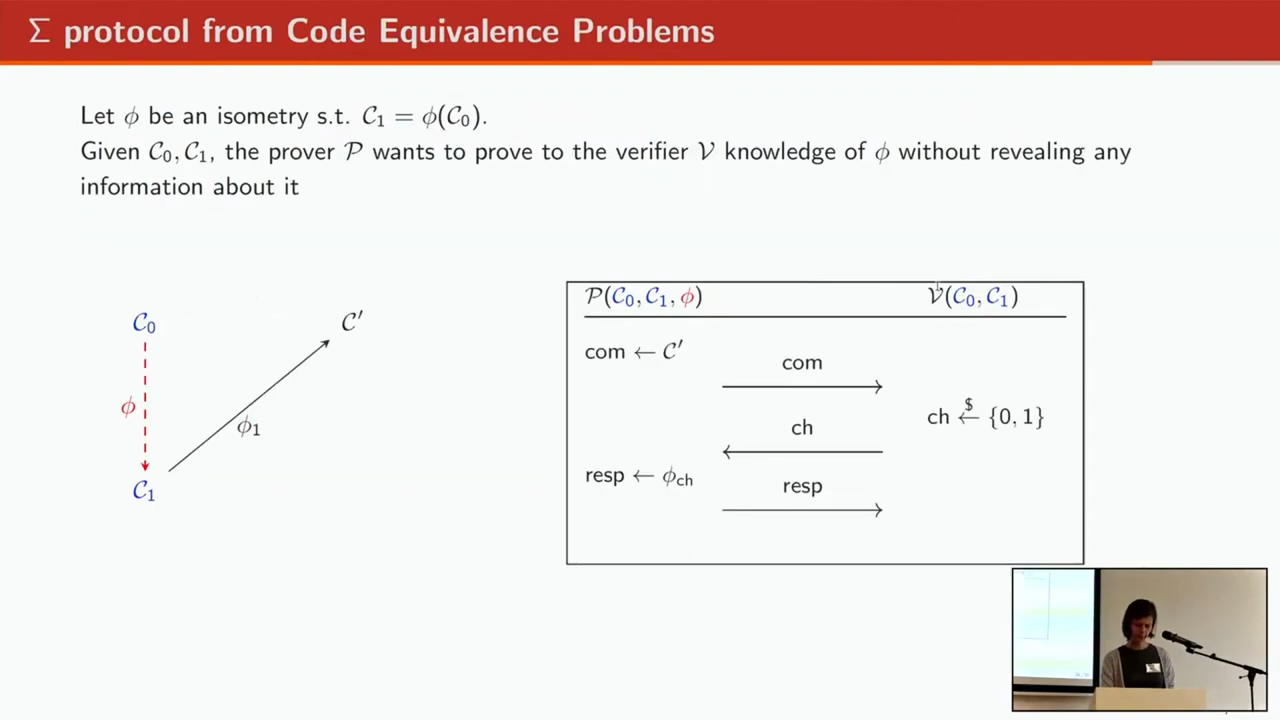 Σ protocol from Code Equivalence Problems
Let ϕ be an isometry s.t. 𝒞₁ = ϕ(𝒞₀).
Given 𝒞₀, 𝒞₁, the prover 𝒫 wants to prove to the verifier 𝒱 knowledge of ϕ without revealing any
information about it
𝒞₀
𝒞′
ϕ
ϕ₁
𝒞₁
𝒫(𝒞₀, 𝒞₁, ϕ) 𝒱(𝒞₀, 𝒞₁)
com ← 𝒞′
com
ch ←$ {0, 1}
ch
resp ← ϕ_ch
resp